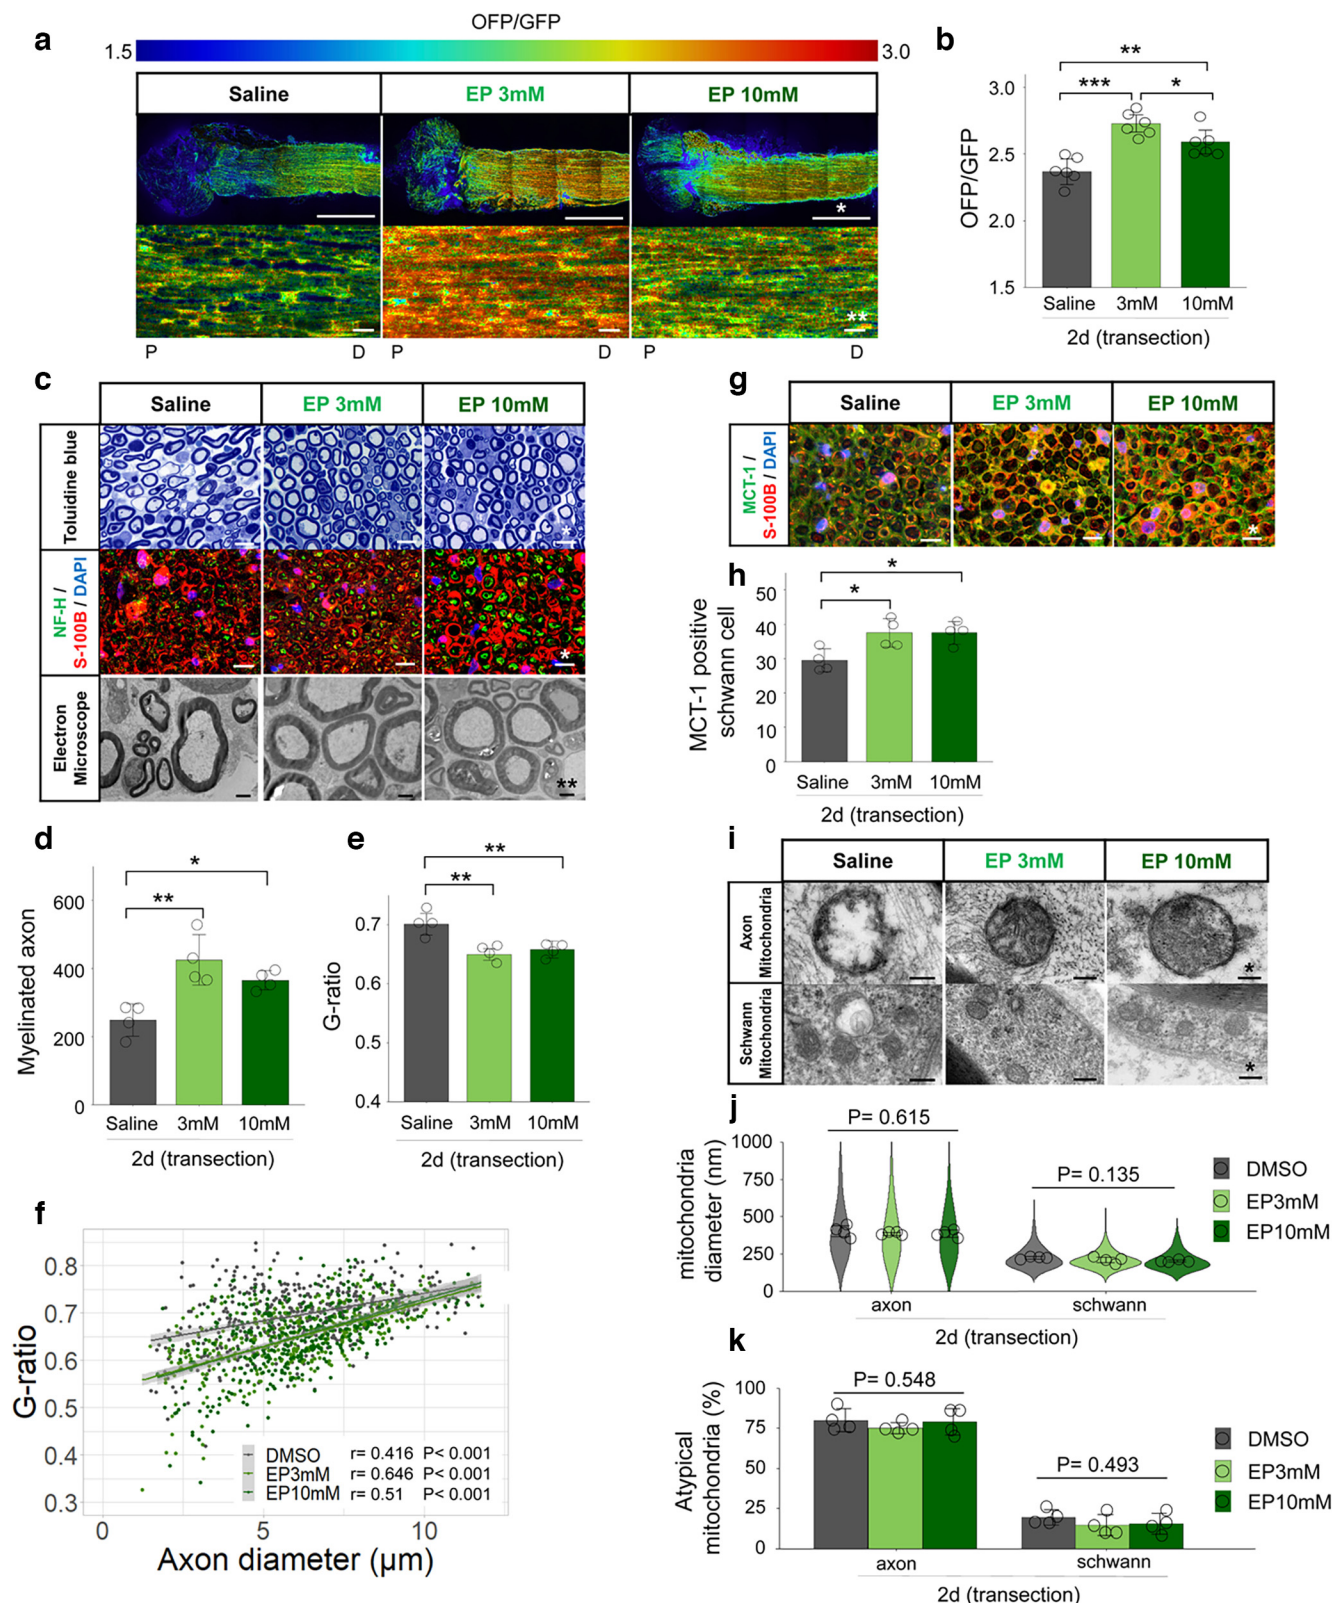 a
OFP/GFP
1.5
3.0
Saline
EP 3mM
EP 10mM
*
**
P
D
P
D
P
D
b
**
***
*
OFP/GFP
3.0
2.5
2.0
1.5
Saline
3mM
10mM
2d (transection)
c
Saline
EP 3mM
EP 10mM
Toluidine blue
*
NF-H /
S-100B / DAPI
*
Electron
Microscope
**
d
*
**
Myelinated axon
600
400
200
0
Saline
3mM
10mM
2d (transection)
e
**
**
G-ratio
0.7
0.6
0.5
0.4
Saline
3mM
10mM
2d (transection)
f
G-ratio
0.8
0.7
0.6
0.5
0.4
0.3
DMSO r= 0.416 P< 0.001
EP3mM r= 0.646 P< 0.001
EP10mM r= 0.51 P< 0.001
0
5
10
Axon diameter (µm)
g
Saline
EP 3mM
EP 10mM
MCT-1 /
S-100B / DAPI
*
h
*
*
MCT-1 positive
schwann cell
50
40
30
20
10
0
Saline
3mM
10mM
2d (transection)
i
Saline
EP 3mM
EP 10mM
Axon
Mitochondria
*
Schwann
Mitochondria
*
j
P= 0.615
P= 0.135
mitochondria
diameter (nm)
1000
750
500
250
0
axon
schwann
2d (transection)
DMSO
EP3mM
EP10mM
k
P= 0.548
P= 0.493
Atypical
mitochondria (%)
100
75
50
25
0
axon
schwann
2d (transection)
DMSO
EP3mM
EP10mM